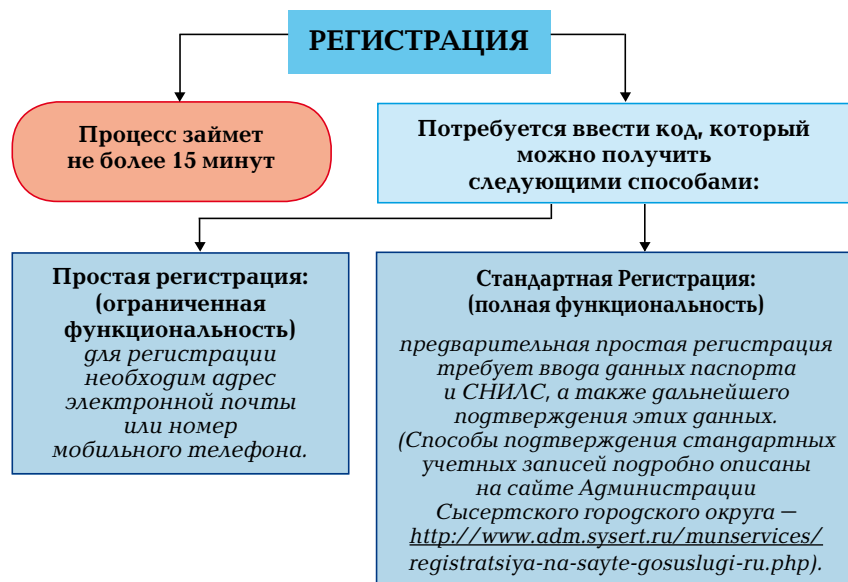 РЕГИСТРАЦИЯ
Процесс займет
не более 15 минут
Потребуется ввести код, который
можно получить
следующими способами:
Простая регистрация:
(ограниченная
функциональность)
для регистрации
необходим адрес
электронной почты
или номер
мобильного телефона.
Стандартная Регистрация:
(полная функциональность)
предварительная простая регистрация
требует ввода данных паспорта
и СНИЛС, а также дальнейшего
подтверждения этих данных.
(Способы подтверждения стандартных
учетных записей подробно описаны
на сайте Администрации
Сысертского городского округа —
http://www.adm.sysert.ru/munservices/
registratsiya-na-sayte-gosuslugi-ru.php).